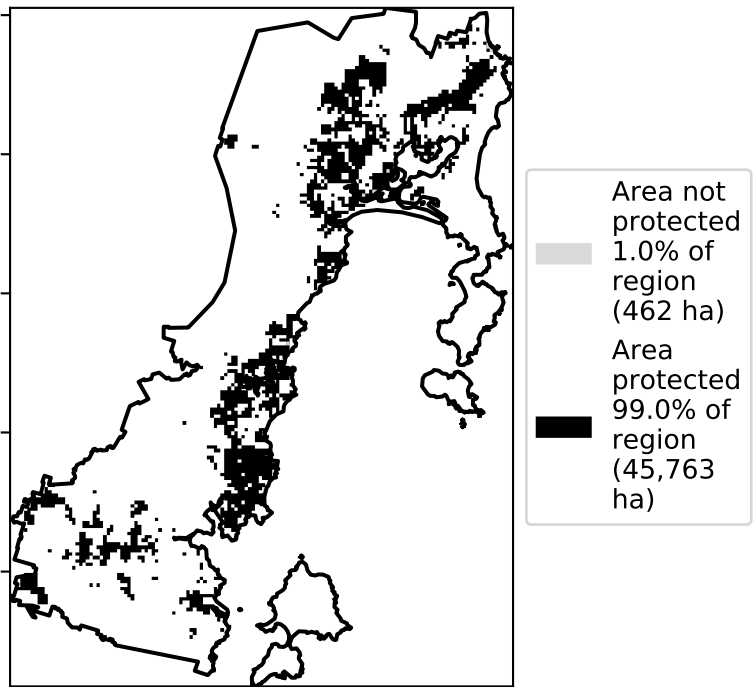 Area not
protected
1.0% of
region
(462 ha)
Area
protected
99.0% of
region
(45,763
ha)